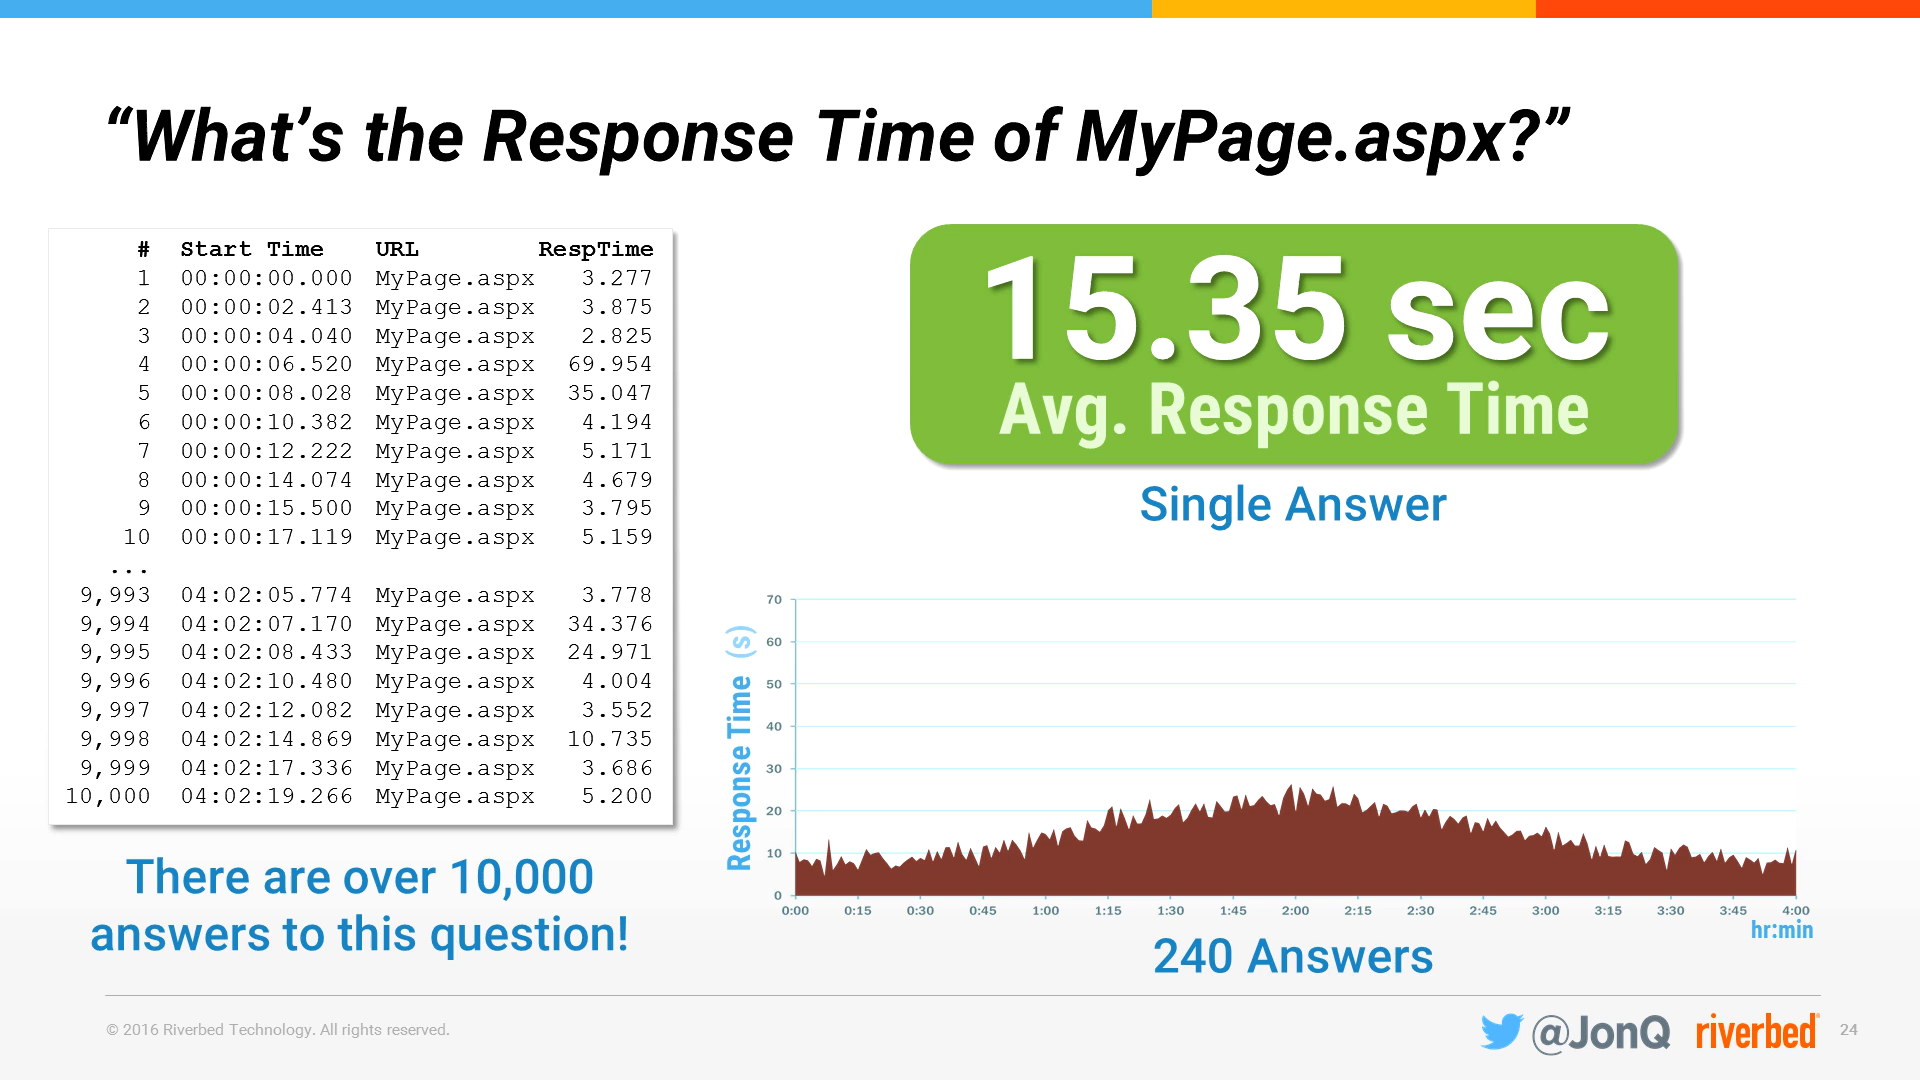 “What’s the Response Time of MyPage.aspx?”
# Start Time URL RespTime
1 00:00:00.000 MyPage.aspx 3.277
2 00:00:02.413 MyPage.aspx 3.875
3 00:00:04.040 MyPage.aspx 2.825
4 00:00:06.520 MyPage.aspx 69.954
5 00:00:08.028 MyPage.aspx 35.047
6 00:00:10.382 MyPage.aspx 4.194
7 00:00:12.222 MyPage.aspx 5.171
8 00:00:14.074 MyPage.aspx 4.679
9 00:00:15.500 MyPage.aspx 3.795
10 00:00:17.119 MyPage.aspx 5.159
...
9,993 04:02:05.774 MyPage.aspx 3.778
9,994 04:02:07.170 MyPage.aspx 34.376
9,995 04:02:08.433 MyPage.aspx 24.971
9,996 04:02:10.480 MyPage.aspx 4.004
9,997 04:02:12.082 MyPage.aspx 3.552
9,998 04:02:14.869 MyPage.aspx 10.735
9,999 04:02:17.336 MyPage.aspx 3.686
10,000 04:02:19.266 MyPage.aspx 5.200
There are over 10,000
answers to this question!
15.35 sec
Avg. Response Time
Single Answer
Response Time (s)
70
60
50
40
30
20
10
0
0:00 0:15 0:30 0:45 1:00 1:15 1:30 1:45 2:00 2:15 2:30 2:45 3:00 3:15 3:30 3:45 4:00
hr:min
240 Answers
© 2016 Riverbed Technology. All rights reserved.
@JonQ
riverbed
24